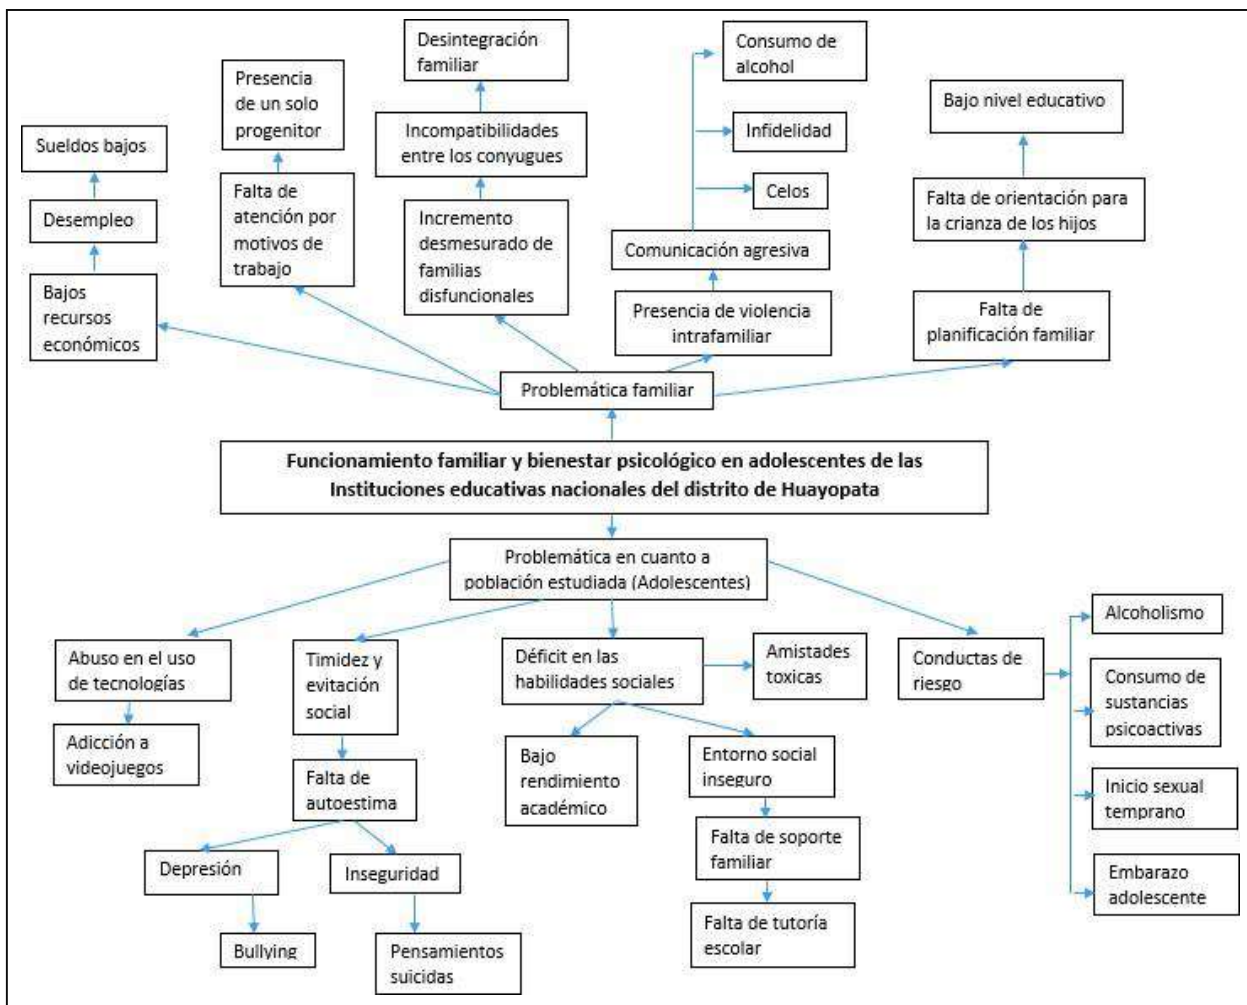 Desintegración
familiar
Consumo de
alcohol
Presencia
de un solo
progenitor
Bajo nivel educativo
Sueldos bajos
Incompatibilidades
entre los conyugues
Infidelidad
Falta de
atención por
motivos de
trabajo
Celos
Falta de orientación para
la crianza de los hijos
Desempleo
Incremento
desmesurado de
familias
disfuncionales
Comunicación agresiva
Bajos
recursos
económicos
Presencia de violencia
intrafamiliar
Falta de
planificación familiar
Problemática familiar
Funcionamiento familiar y bienestar psicológico en adolescentes de las
Instituciones educativas nacionales del distrito de Huayopata
Problemática en cuanto a
población estudiada (Adolescentes)
Abuso en el uso
de tecnologías
Timidez y
evitación
social
Déficit en las
habilidades sociales
Amistades
toxicas
Conductas de
riesgo
Alcoholismo
Consumo de
sustancias
psicoactivas
Adicción a
videojuegos
Falta de
autoestima
Bajo
rendimiento
académico
Entorno social
inseguro
Inicio sexual
temprano
Depresión
Inseguridad
Falta de soporte
familiar
Embarazo
adolescente
Bullying
Pensamientos
suicidas
Falta de tutoría
escolar